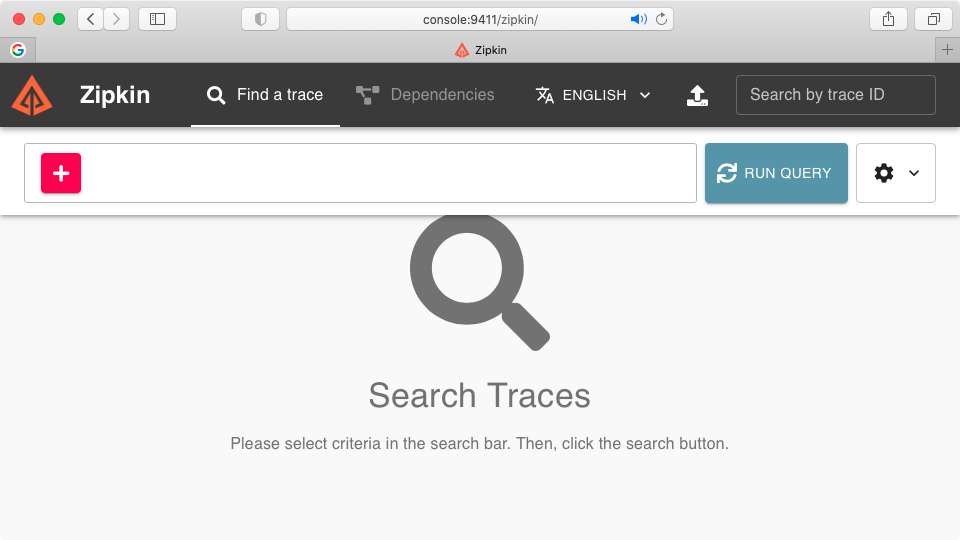 console:9411/zipkin/
Zipkin
Zipkin
Find a trace
Dependencies
ENGLISH
Search by trace ID
RUN QUERY
Search Traces
Please select criteria in the search bar. Then, click the search button.